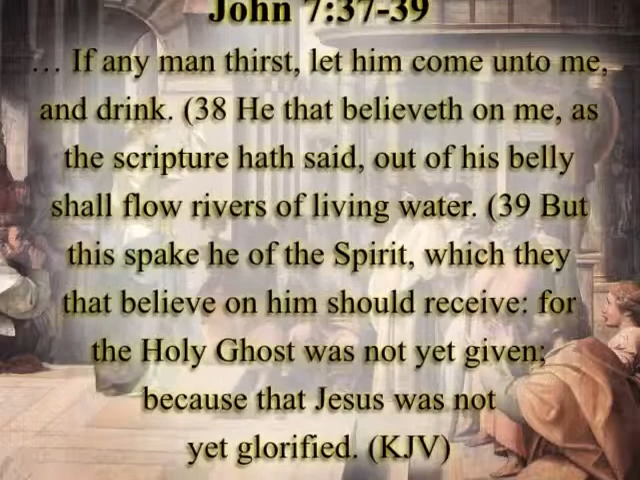 John 7:37-39
… If any man thirst, let him come unto me,
and drink. (38 He that believeth on me, as
the scripture hath said, out of his belly
shall flow rivers of living water. (39 But
this spake he of the Spirit, which they
that believe on him should receive: for
the Holy Ghost was not yet given;
because that Jesus was not
yet glorified. (KJV)